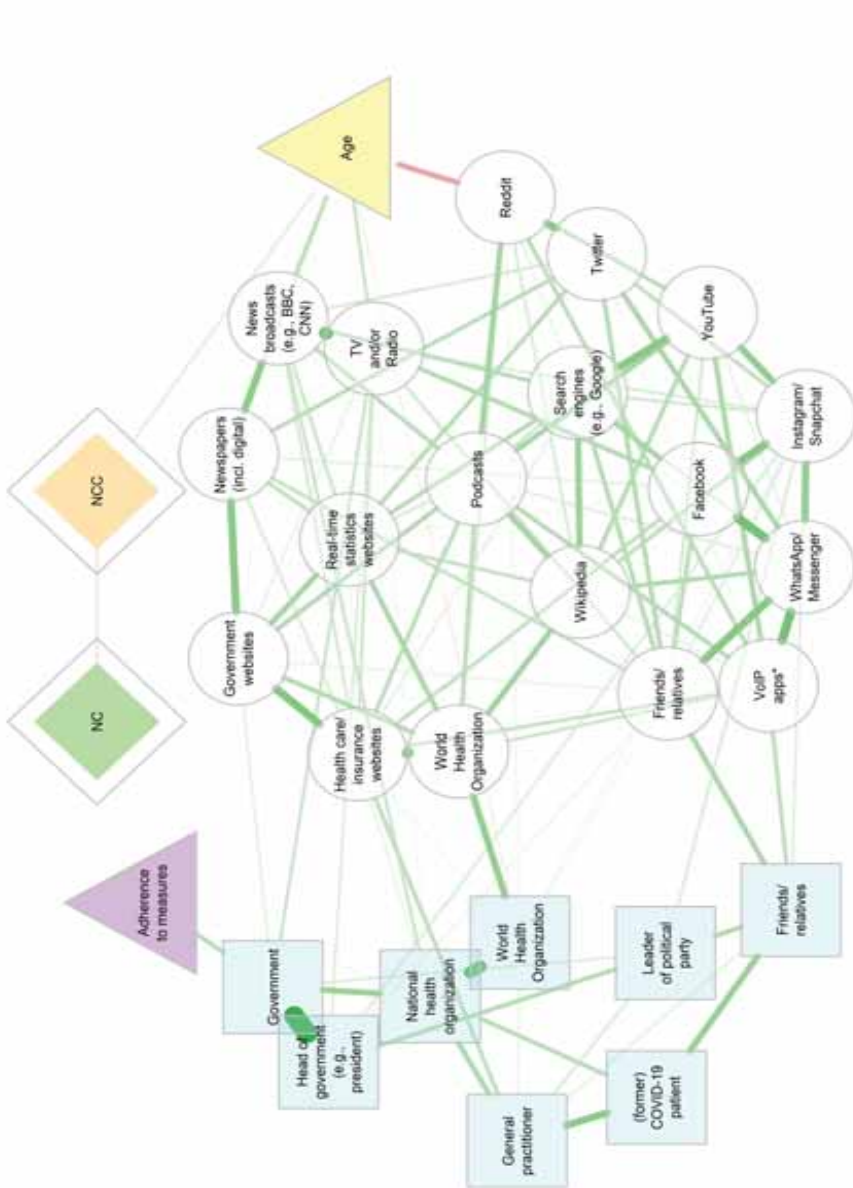 Adherence
to measures
NC
NCC
Age
Government
Head of
government
(e.g.,
president)
National
health
organization
World
Health
Organization
General
practitioner
(former)
COVID-19
patient
Leader
of political
party
Friends/
relatives
Government
websites
Newspapers
(incl. digital)
News
broadcasts
(e.g., BBC,
CNN)
TV
and/or
Radio
Health care/
insurance
websites
Real-time
statistics
websites
World
Health
Organization
Podcasts
Reddit
Wikipedia
Search
engines
(e.g., Google)
Twitter
Friends/
relatives
Facebook
YouTube
VoIP
apps*
WhatsApp/
Messenger
Instagram/
Snapchat